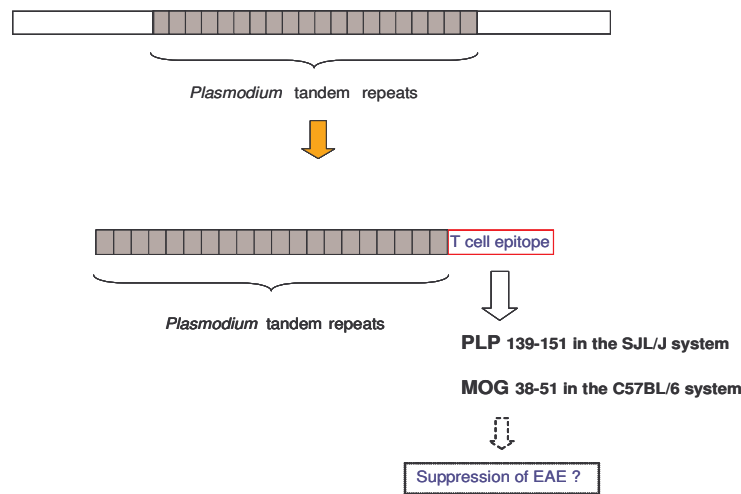 Plasmodium tandem repeats
T cell epitope
Plasmodium tandem repeats
PLP 139-151 in the SJL/J system
MOG 38-51 in the C57BL/6 system
Suppression of EAE ?